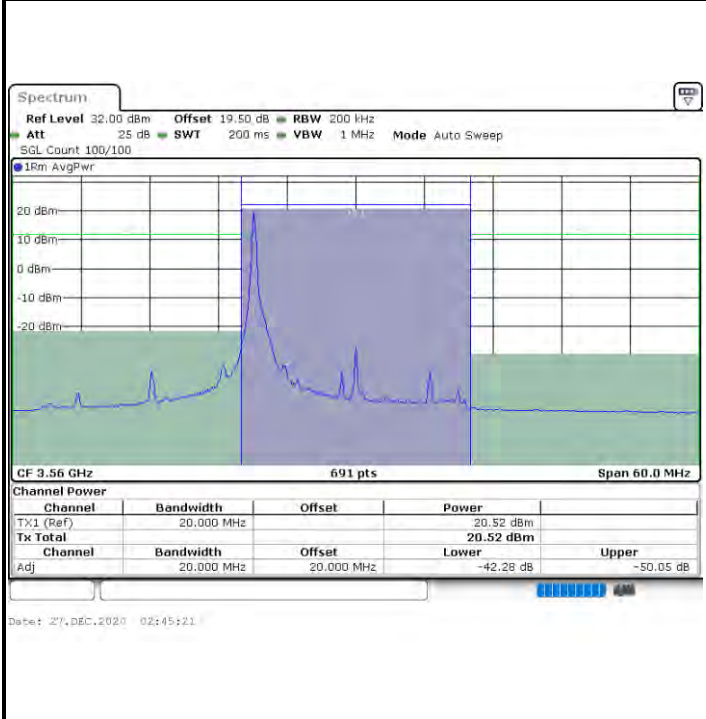 Spectrum
Ref Level 32.00 dBm Offset 19.50 dB RBW 200 kHz
Att 25 dB SWT 200 ms VBW 1 MHz Mode Auto Sweep
SGL Count 100/100
1Rm AvgPwr
20 dBm
10 dBm
0 dBm
-10 dBm
-20 dBm
CF 3.56 GHz 691 pts Span 60.0 MHz
Channel Power
Channel Bandwidth Offset Power
TX1 (Ref) 20.000 MHz 20.52 dBm
Tx Total 20.52 dBm
Channel Bandwidth Offset Lower Upper
Adj 20.000 MHz 20.000 MHz -42.28 dB -50.05 dB
Date: 27.DEC.2020 02:45:21